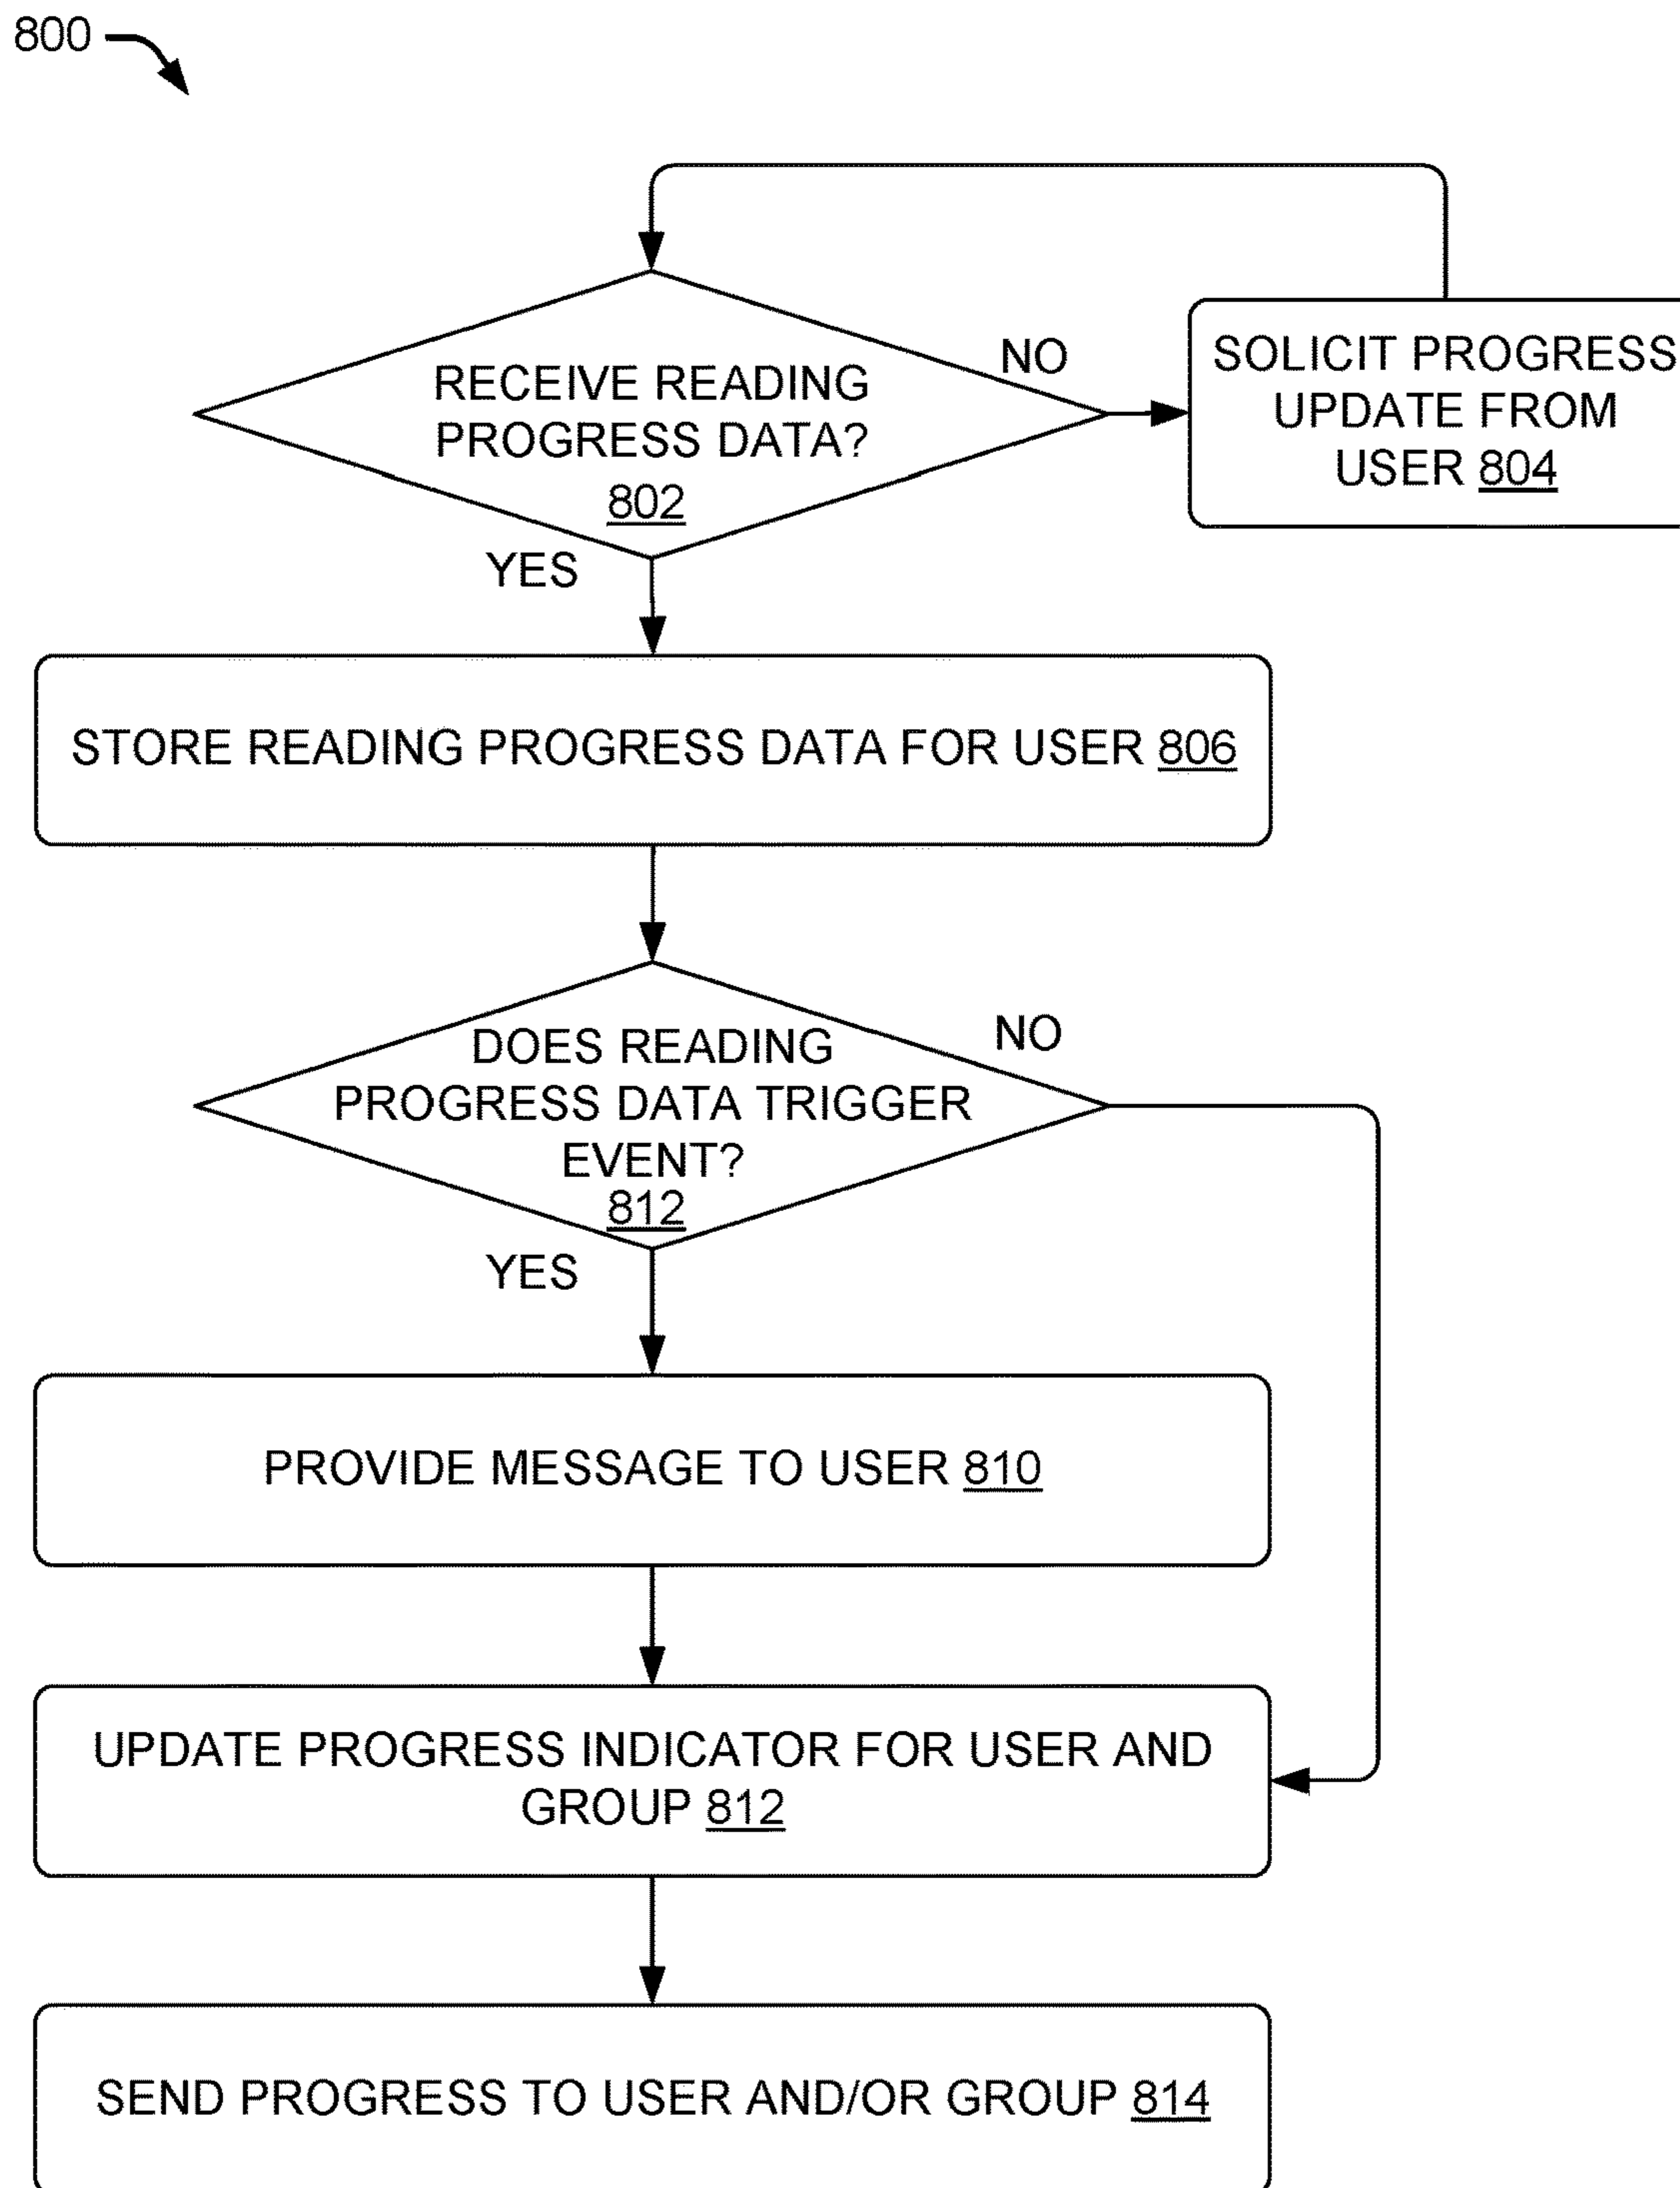 800
RECEIVE READING
PROGRESS DATA?
802
NO
SOLICIT PROGRESS
UPDATE FROM
USER 804
YES
STORE READING PROGRESS DATA FOR USER 806
DOES READING
PROGRESS DATA TRIGGER
EVENT?
812
NO
YES
PROVIDE MESSAGE TO USER 810
UPDATE PROGRESS INDICATOR FOR USER AND
GROUP 812
SEND PROGRESS TO USER AND/OR GROUP 814